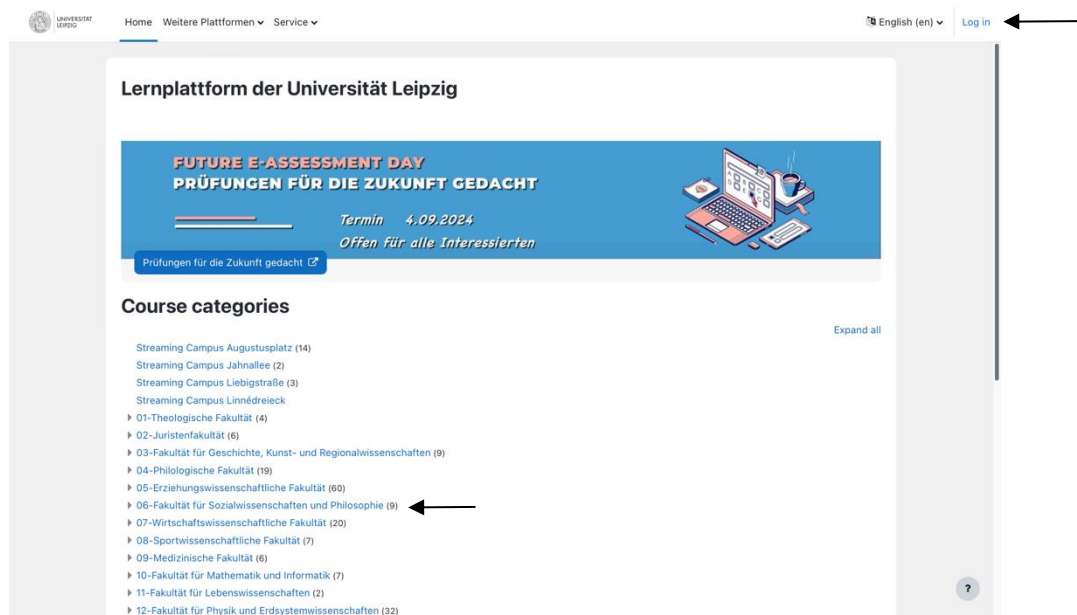 UNIVERSITÄT
LEIPZIG
Home Weitere Plattformen Service English (en) Log in
Lernplattform der Universität Leipzig
FUTURE E-ASSESSMENT DAY
PRÜFUNGEN FÜR DIE ZUKUNFT GEDACHT
Termin 4.09.2024
Offen für alle Interessierten
Prüfungen für die Zukunft gedacht
Course categories
Expand all
Streaming Campus Augustusplatz (14)
Streaming Campus Jahnallee (2)
Streaming Campus Liebigstraße (3)
Streaming Campus Linnédreieck
01-Theologische Fakultät (4)
02-Juristenfakultät (6)
03-Fakultät für Geschichte, Kunst- und Regionalwissenschaften (9)
04-Philologische Fakultät (19)
05-Erziehungswissenschaftliche Fakultät (60)
06-Fakultät für Sozialwissenschaften und Philosophie (9)
07-Wirtschaftswissenschaftliche Fakultät (20)
08-Sportwissenschaftliche Fakultät (7)
09-Medizinische Fakultät (6)
10-Fakultät für Mathematik und Informatik (7)
11-Fakultät für Lebenswissenschaften (2)
?
12-Fakultät für Physik und Erdsystemwissenschaften (32)